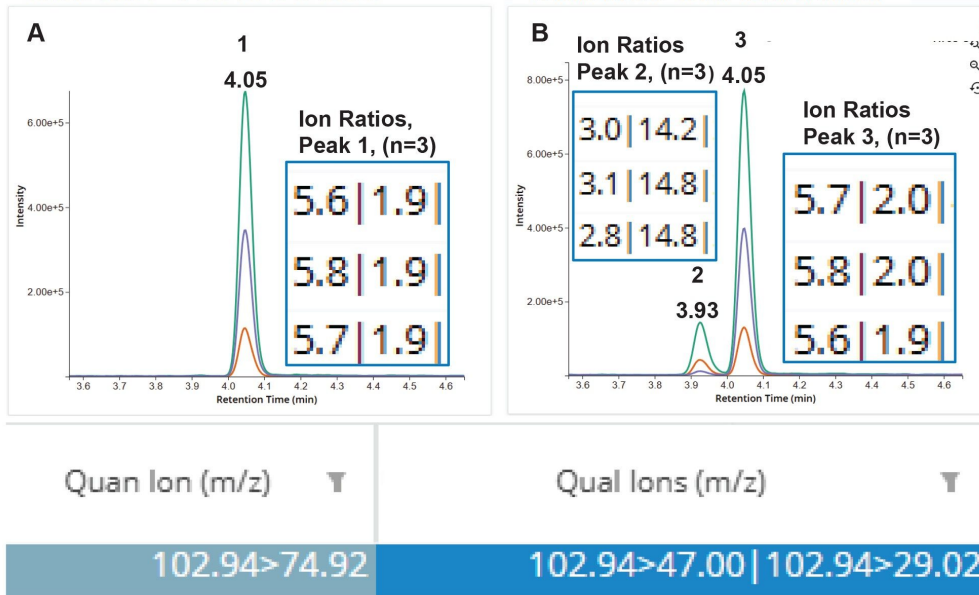 A
1
4.05
Ion Ratios,
Peak 1, (n=3)
5.6|1.9|
5.8|1.9|
5.7|1.9|
6.00e+5
4.00e+5
2.00e+5
Intensity
3.6 3.7 3.8 3.9 4.0 4.1 4.2 4.3 4.4 4.5 4.6
Retention Time (min)
B
Ion Ratios
Peak 2, (n=3)
3.0|14.2|
3.1|14.8|
2.8|14.8|
3
4.05
Ion Ratios
Peak 3, (n=3)
5.7|2.0|
5.8|2.0|
5.6|1.9|
2
3.93
8.00e+5
6.00e+5
4.00e+5
2.00e+5
Intensity
3.6 3.7 3.8 3.9 4.0 4.1 4.2 4.3 4.4 4.5 4.6
Retention Time (min)
Quan Ion (m/z)
Qual Ions (m/z)
102.94>74.92
102.94>47.00|102.94>29.02